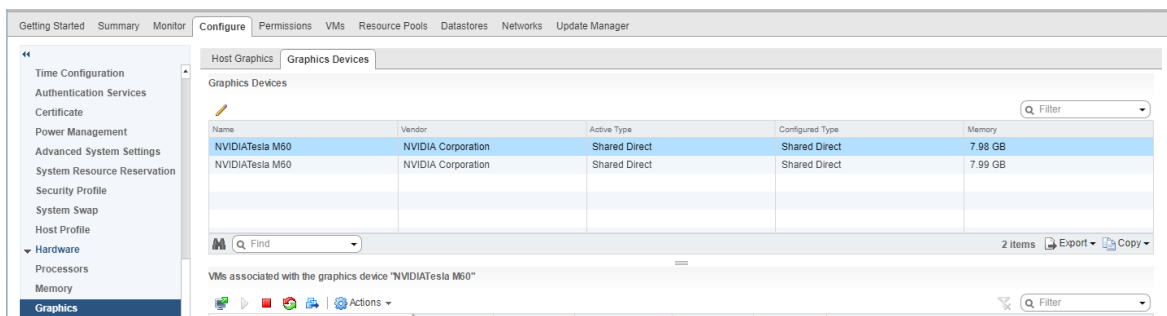 Getting Started Summary Monitor Configure Permissions VMs Resource Pools Datastores Networks Update Manager
Time Configuration
Authentication Services
Certificate
Power Management
Advanced System Settings
System Resource Reservation
Security Profile
System Swap
Host Profile
Hardware
Processors
Memory
Graphics
Host Graphics Graphics Devices
Graphics Devices
Filter
Name Vendor Active Type Configured Type Memory
NVIDIATesla M60 NVIDIA Corporation Shared Direct Shared Direct 7.98 GB
NVIDIATesla M60 NVIDIA Corporation Shared Direct Shared Direct 7.99 GB
Find 2 items Export Copy
VMs associated with the graphics device "NVIDIATesla M60"
Actions Filter